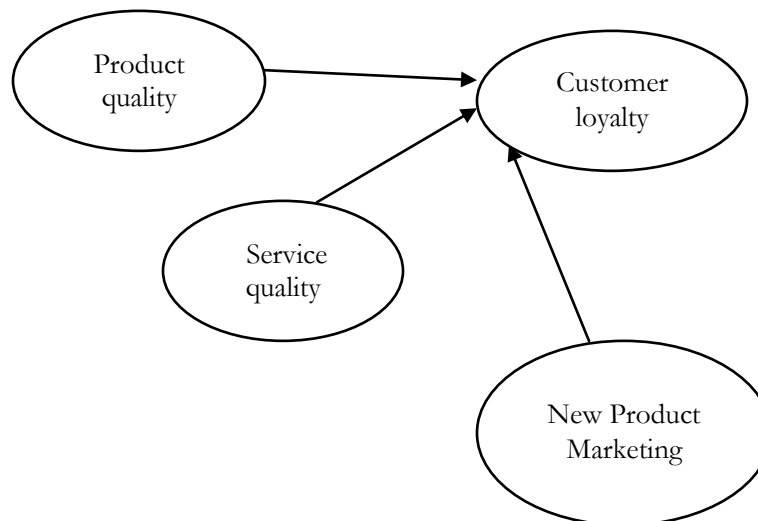 Product
quality
Customer
loyalty
Service
quality
New Product
Marketing